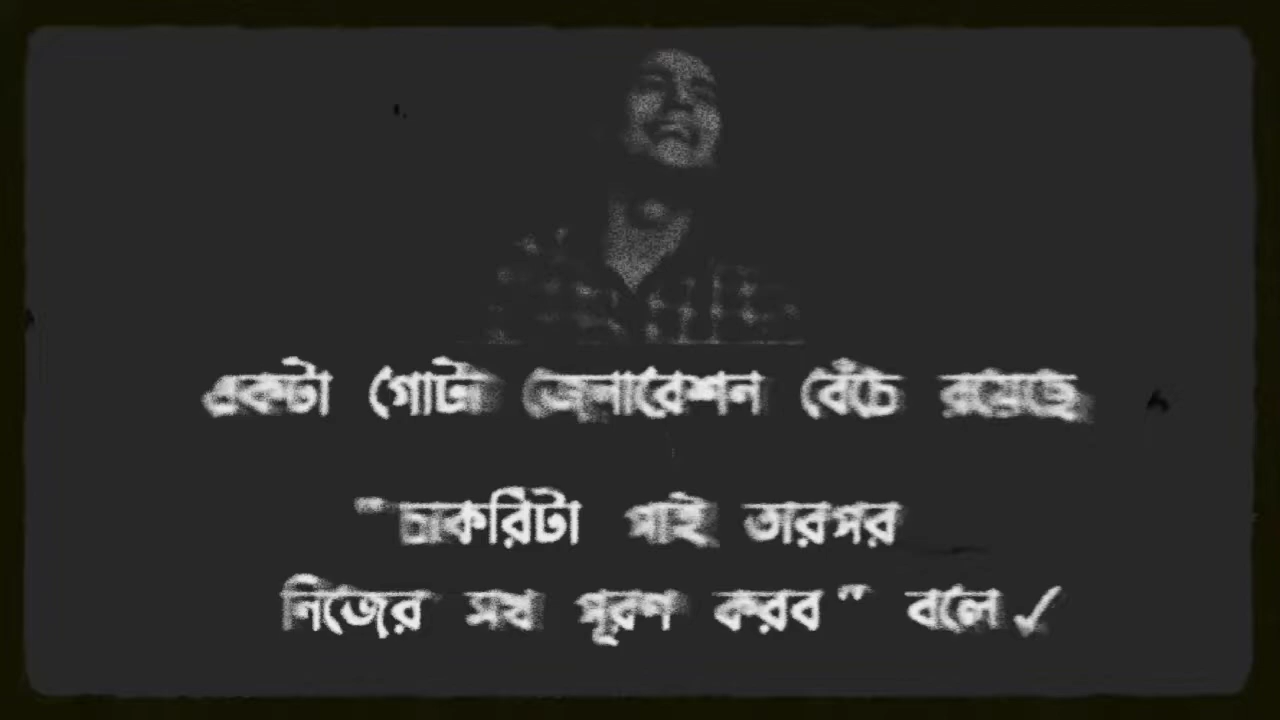 একটা গোটা জেনারেশন বেঁচে রয়েছে
"চাকরিটা পাই তারপর
নিজের সখ পূরণ করব" বলে✓